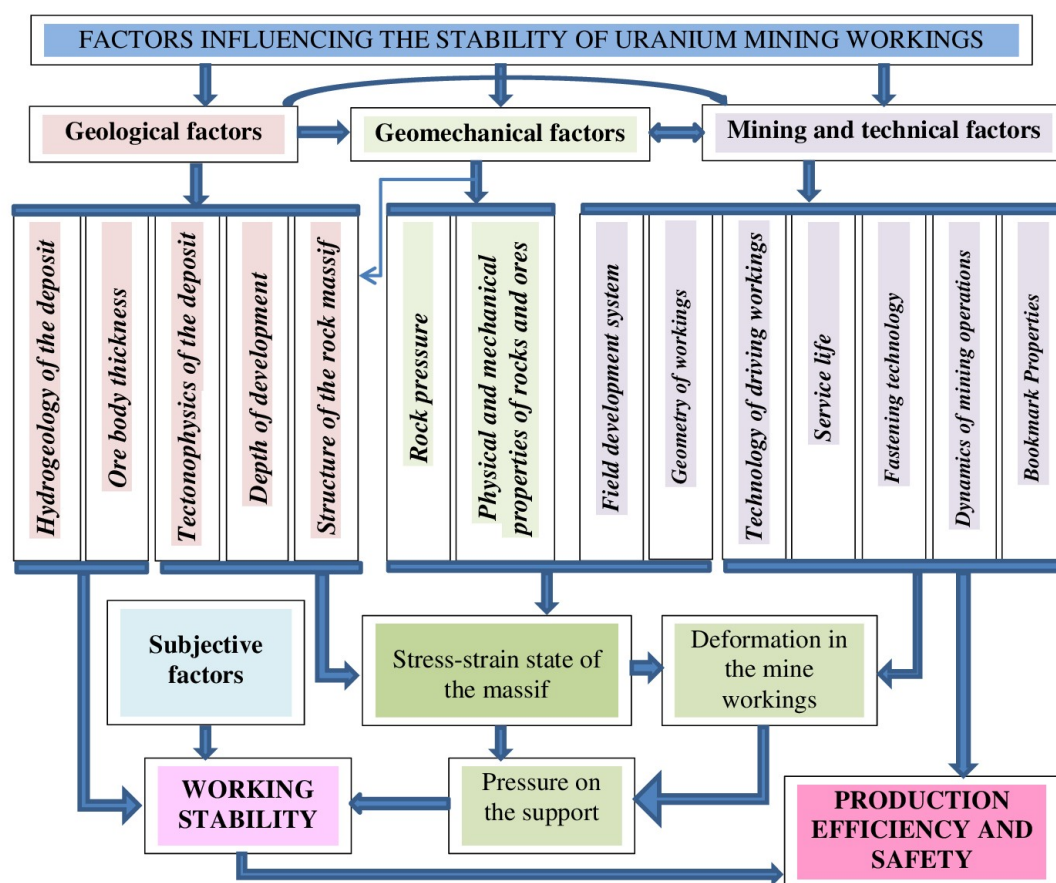 FACTORS INFLUENCING THE STABILITY OF URANIUM MINING WORKINGS
Geological factors
Geomechanical factors
Mining and technical factors
Hydrogeology of the deposit
Ore body thickness
Tectonophysics of the deposit
Depth of development
Structure of the rock massif
Rock pressure
Physical and mechanical
properties of rocks and ores
Field development system
Geometry of workings
Technology of driving workings
Service life
Fastening technology
Dynamics of mining operaions
Bookmark Properties
Subjective
factors
Stress-strain state of
the massif
Deformation in
the mine
workings
WORKING
STABILITY
Pressure on
the support
PRODUCTION
EFFICIENCY AND
SAFETY